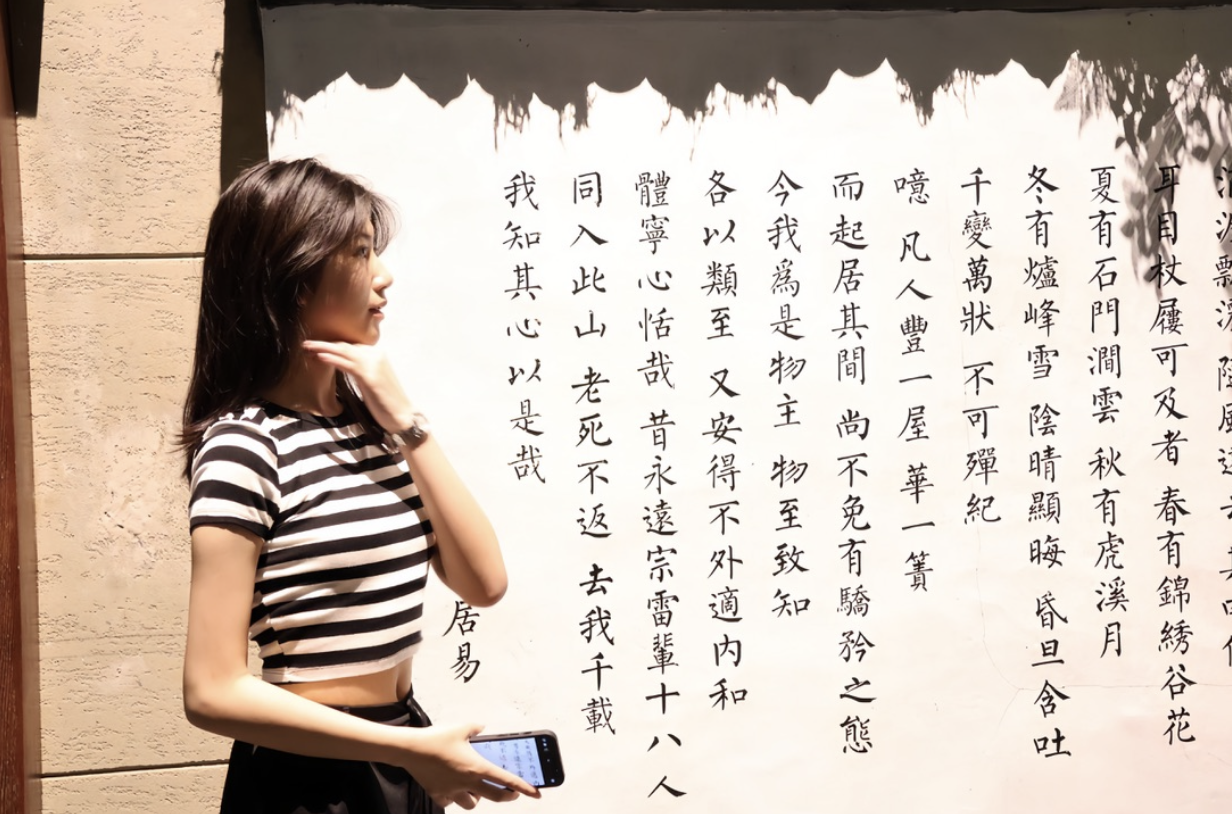 耳目杖屨可及者 春有錦綉谷花
夏有石門澗雲 秋有虎溪月
冬有爐峰雪 陰晴顯晦 昏旦含吐
千變萬狀 不可殫紀
噫 凡人豐一屋 華一簀
而起居其間 尚不免有驕矜之態
今我爲是物主 物至致知
各以類至 又安得不外適内和
體寧心恬哉 昔永遠宗雷輩十八人
同入此山 老死不返 去我千載
我知其心以是哉
居易